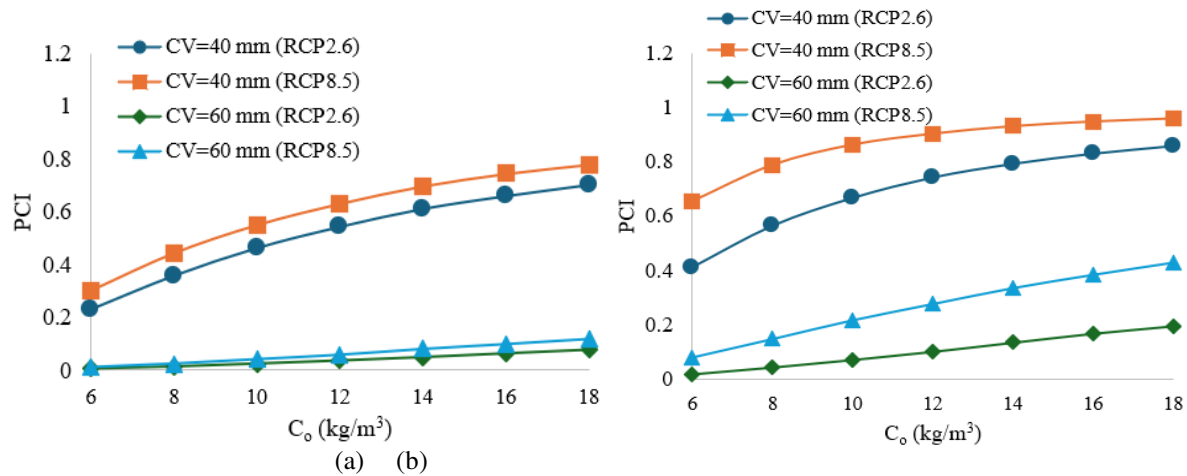 CV=40 mm (RCP2.6)
CV=40 mm (RCP8.5)
CV=60 mm (RCP2.6)
CV=60 mm (RCP8.5)
1.2
1
0.8
0.6
0.4
0.2
0
PCI
6 8 10 12 14 16 18
C₀ (kg/m³)
CV=40 mm (RCP2.6)
CV=40 mm (RCP8.5)
CV=60 mm (RCP2.6)
CV=60 mm (RCP8.5)
1.2
1
0.8
0.6
0.4
0.2
0
PCI
6 8 10 12 14 16 18
C₀ (kg/m³)
(a) (b)